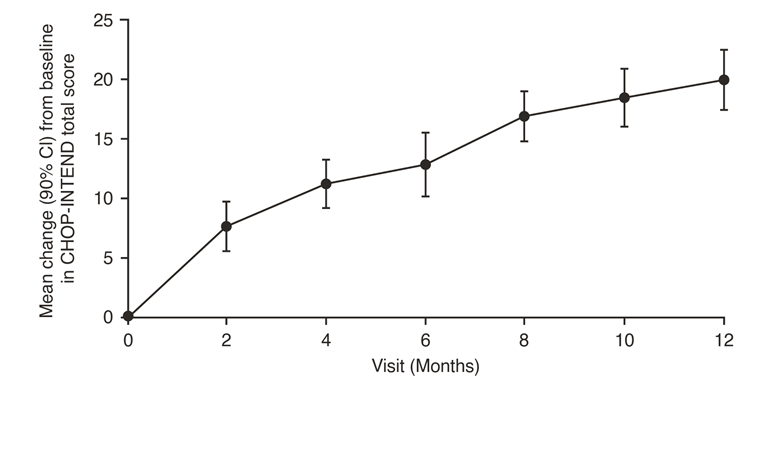 Mean change (90% CI) from baseline
in CHOP-INTEND total score
25
20
15
10
5
0
0 2 4 6 8 10 12
Visit (Months)